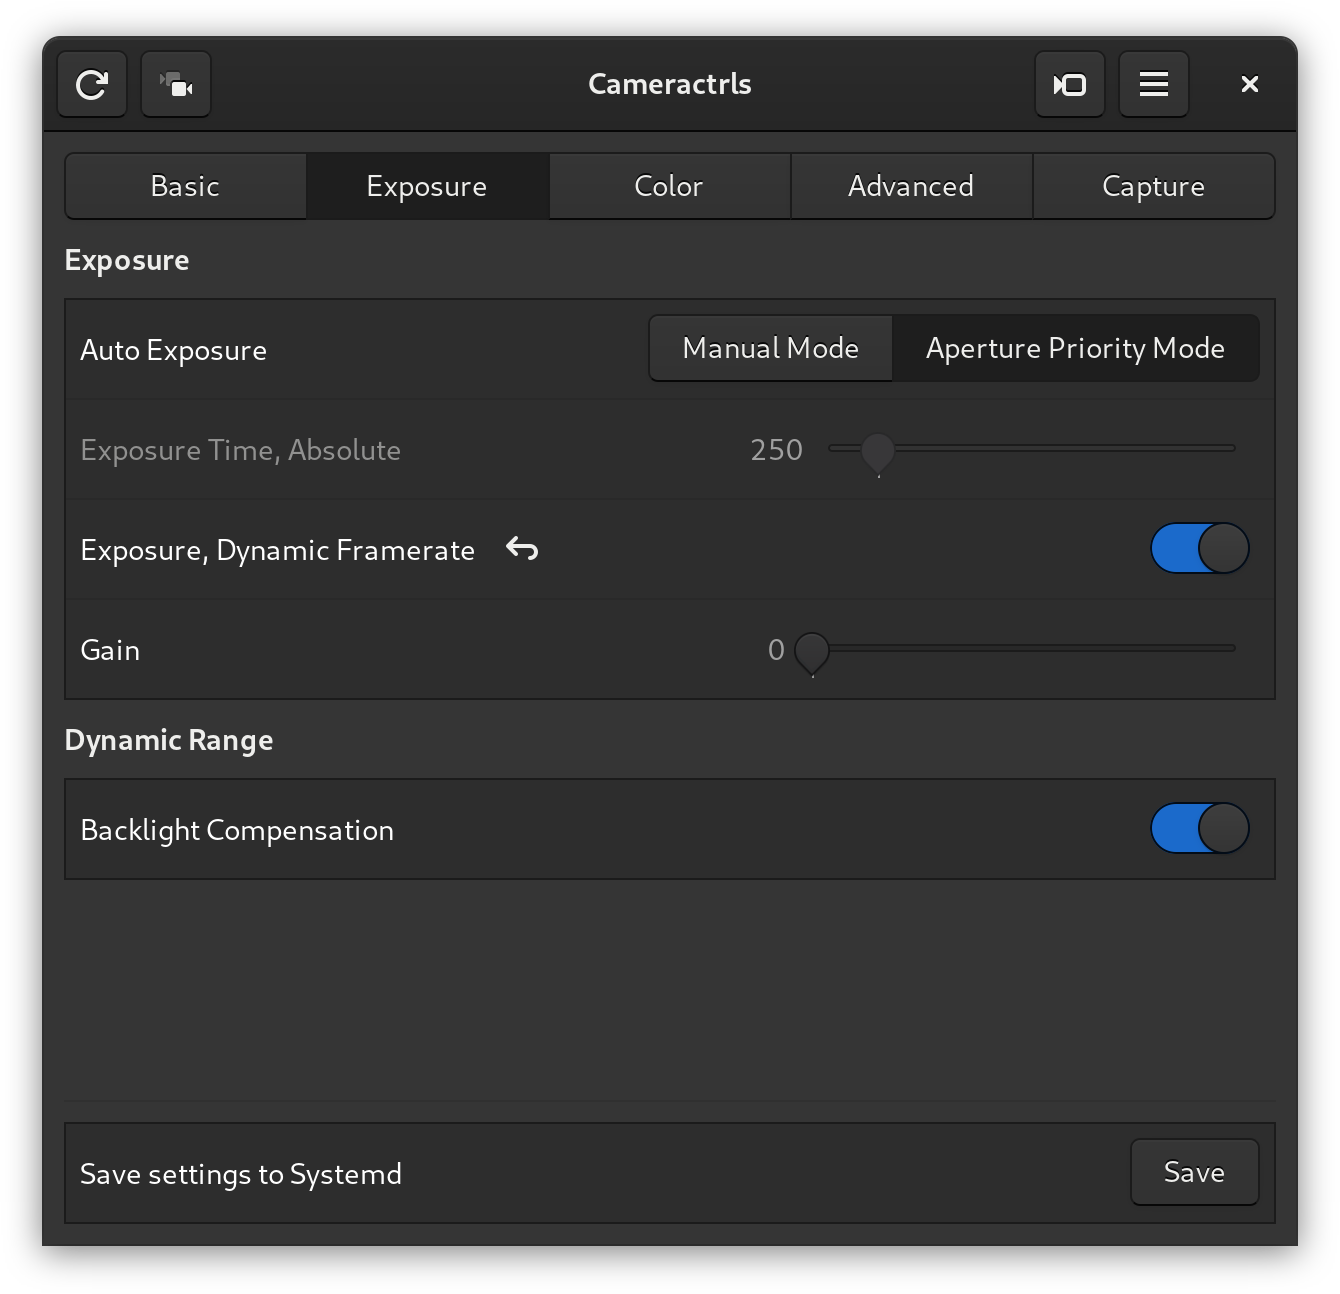 Cameractrls
Basic Exposure Color Advanced Capture
Exposure
Auto Exposure Manual Mode Aperture Priority Mode
Exposure Time, Absolute 250
Exposure, Dynamic Framerate
Gain 0
Dynamic Range
Backlight Compensation
Save settings to Systemd Save